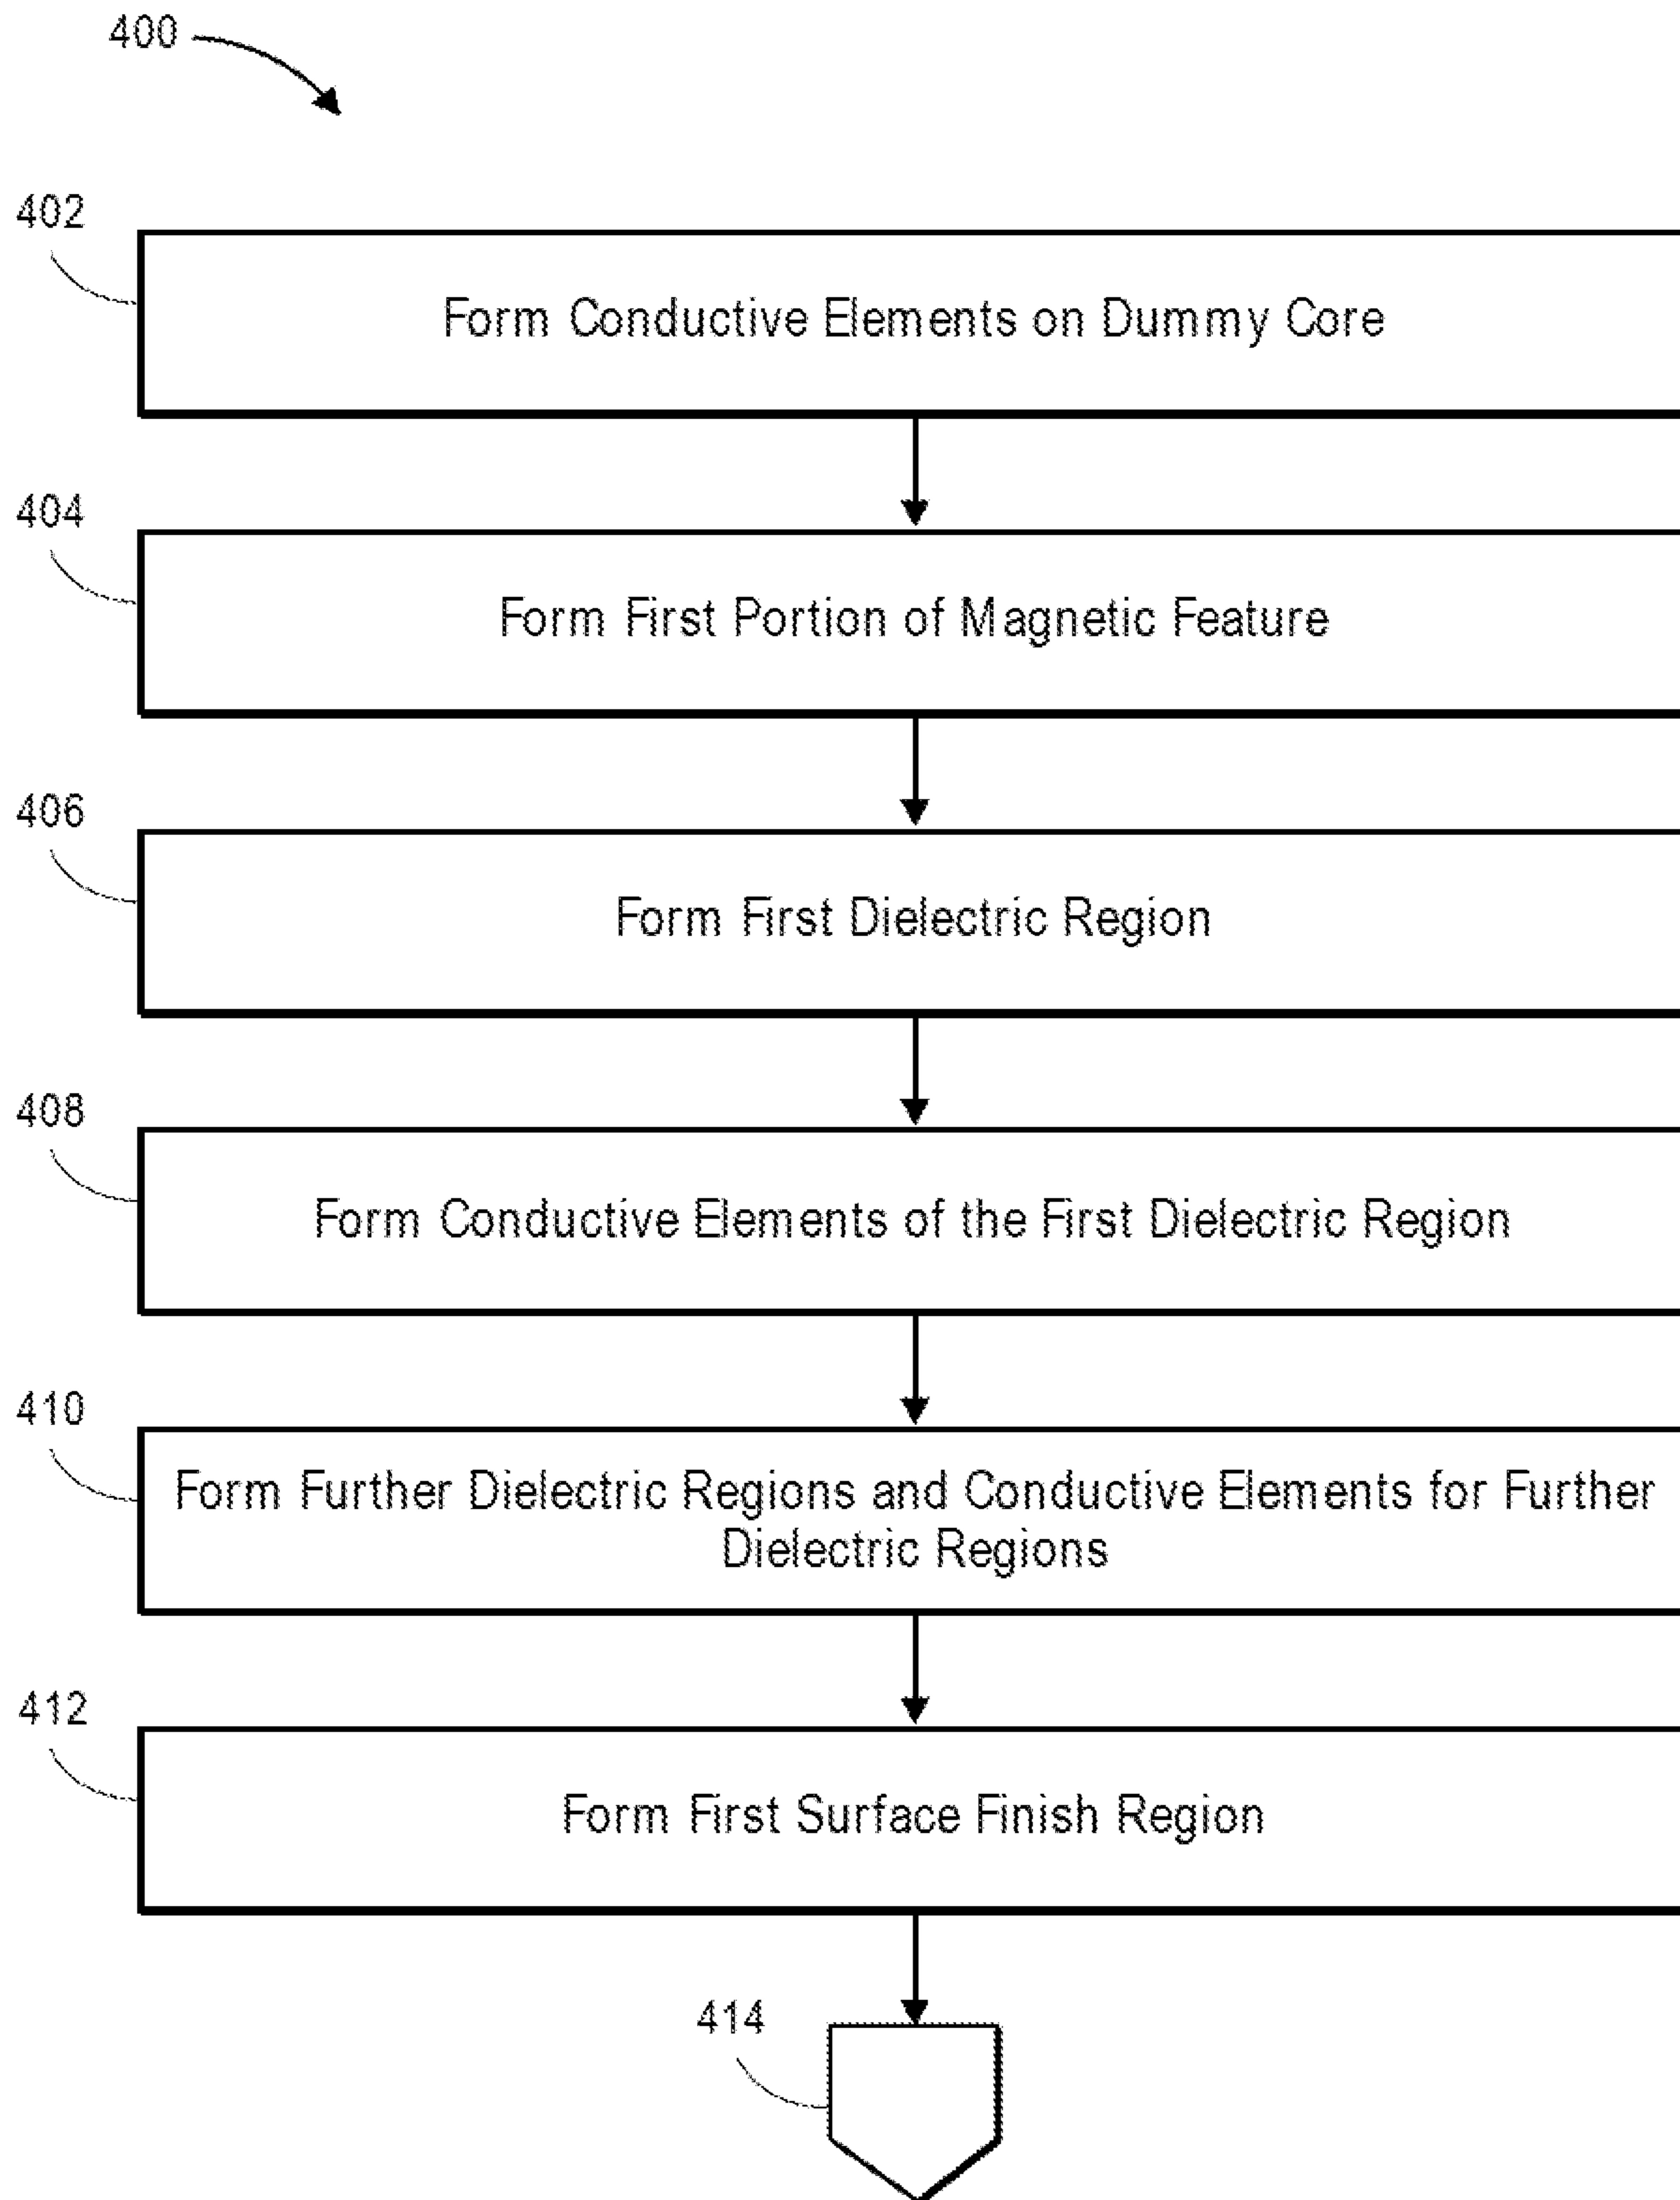 400
402
Form Conductive Elements on Dummy Core
404
Form First Portion of Magnetic Feature
406
Form First Dielectric Region
408
Form Conductive Elements of the First Dielectric Region
410
Form Further Dielectric Regions and Conductive Elements for Further
Dielectric Regions
412
Form First Surface Finish Region
414